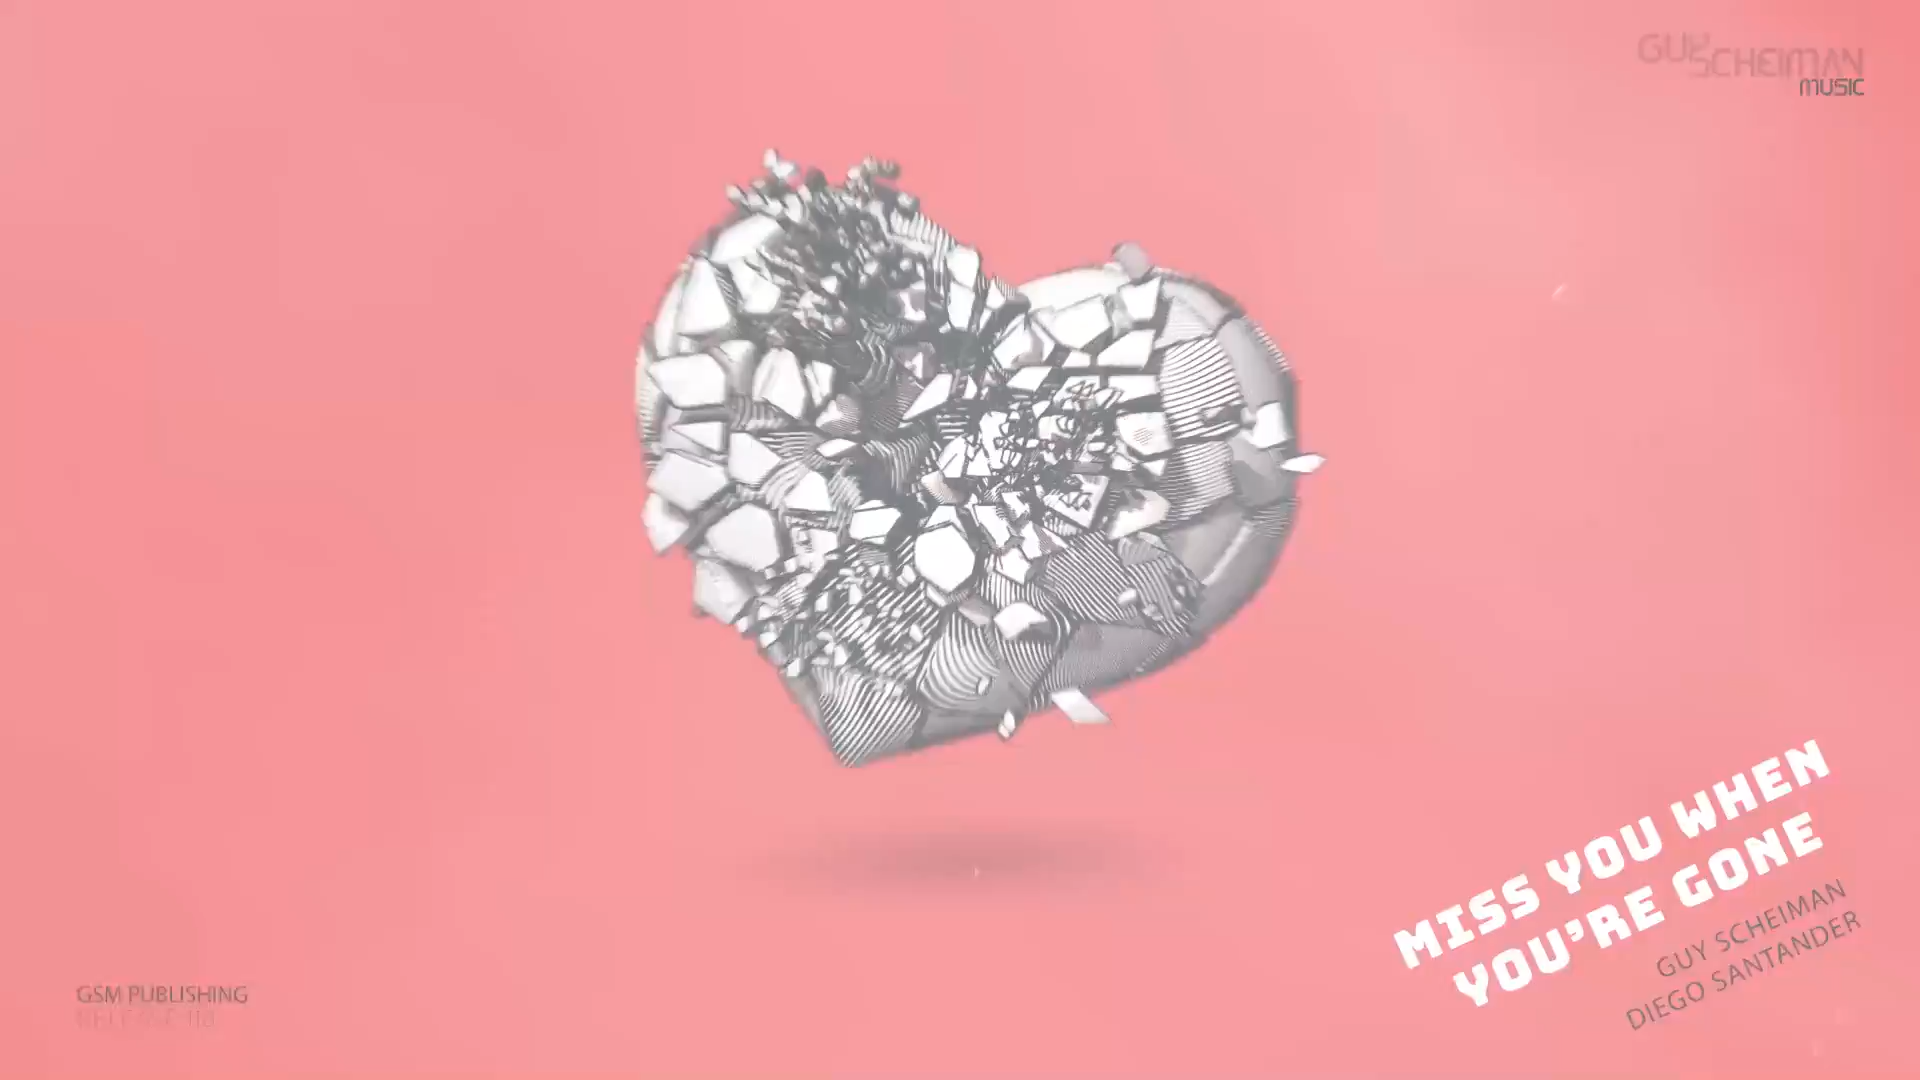 GUY SCHEIMAN
MUSIC
MISS YOU WHEN
YOU'RE GONE
GUY SCHEIMAN
DIEGO SANTANDER
GSM PUBLISHING